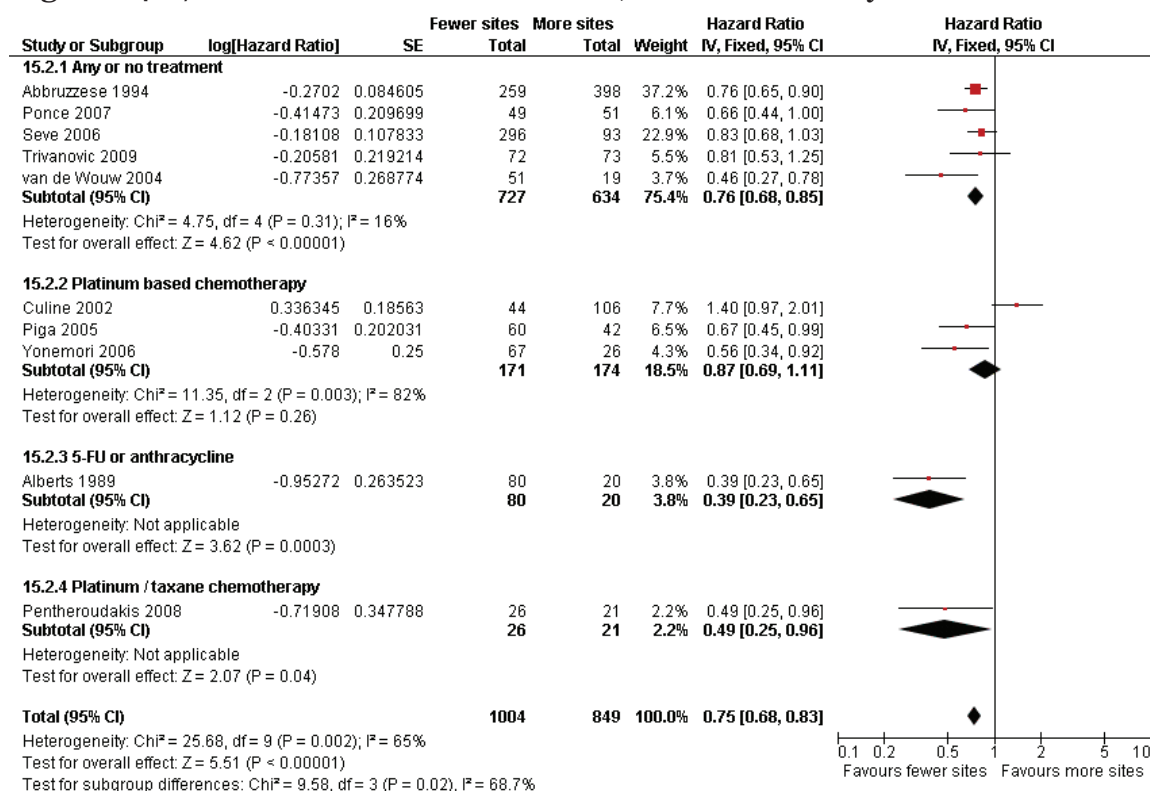 Fewer sites More sites Hazard Ratio Hazard Ratio
Study or Subgroup log[Hazard Ratio] SE Total Total Weight IV, Fixed, 95% CI IV, Fixed, 95% CI
15.2.1 Any or no treatment
Abbruzzese 1994 -0.2702 0.084605 259 398 37.2% 0.76 [0.65, 0.90]
Ponce 2007 -0.41473 0.209699 49 51 6.1% 0.66 [0.44, 1.00]
Seve 2006 -0.18108 0.107833 296 93 22.9% 0.83 [0.68, 1.03]
Trivanovic 2009 -0.20581 0.219214 72 73 5.5% 0.81 [0.53, 1.25]
van de Wouw 2004 -0.77357 0.268774 51 19 3.7% 0.46 [0.27, 0.78]
Subtotal (95% CI) 727 634 75.4% 0.76 [0.68, 0.85]
Heterogeneity: Chi² = 4.75, df = 4 (P = 0.31); I² = 16%
Test for overall effect: Z = 4.62 (P < 0.00001)
15.2.2 Platinum based chemotherapy
Culine 2002 0.336345 0.18563 44 106 7.7% 1.40 [0.97, 2.01]
Piga 2005 -0.40331 0.202031 60 42 6.5% 0.67 [0.45, 0.99]
Yonemori 2006 -0.578 0.25 67 26 4.3% 0.56 [0.34, 0.92]
Subtotal (95% CI) 171 174 18.5% 0.87 [0.69, 1.11]
Heterogeneity: Chi² = 11.35, df = 2 (P = 0.003); I² = 82%
Test for overall effect: Z = 1.12 (P = 0.26)
15.2.3 5-FU or anthracycline
Alberts 1989 -0.95272 0.263523 80 20 3.8% 0.39 [0.23, 0.65]
Subtotal (95% CI) 80 20 3.8% 0.39 [0.23, 0.65]
Heterogeneity: Not applicable
Test for overall effect: Z = 3.62 (P = 0.0003)
15.2.4 Platinum / taxane chemotherapy
Pentheroudakis 2008 -0.71908 0.347788 26 21 2.2% 0.49 [0.25, 0.96]
Subtotal (95% CI) 26 21 2.2% 0.49 [0.25, 0.96]
Heterogeneity: Not applicable
Test for overall effect: Z = 2.07 (P = 0.04)
Total (95% CI) 1004 849 100.0% 0.75 [0.68, 0.83]
Heterogeneity: Chi² = 25.68, df = 9 (P = 0.002); I² = 65%
Test for overall effect: Z = 5.51 (P < 0.00001)
Test for subgroup differences: Chi² = 9.58, df = 3 (P = 0.02), I² = 68.7%
0.1 0.2 0.5 1 2 5 10
Favours fewer sites Favours more sites